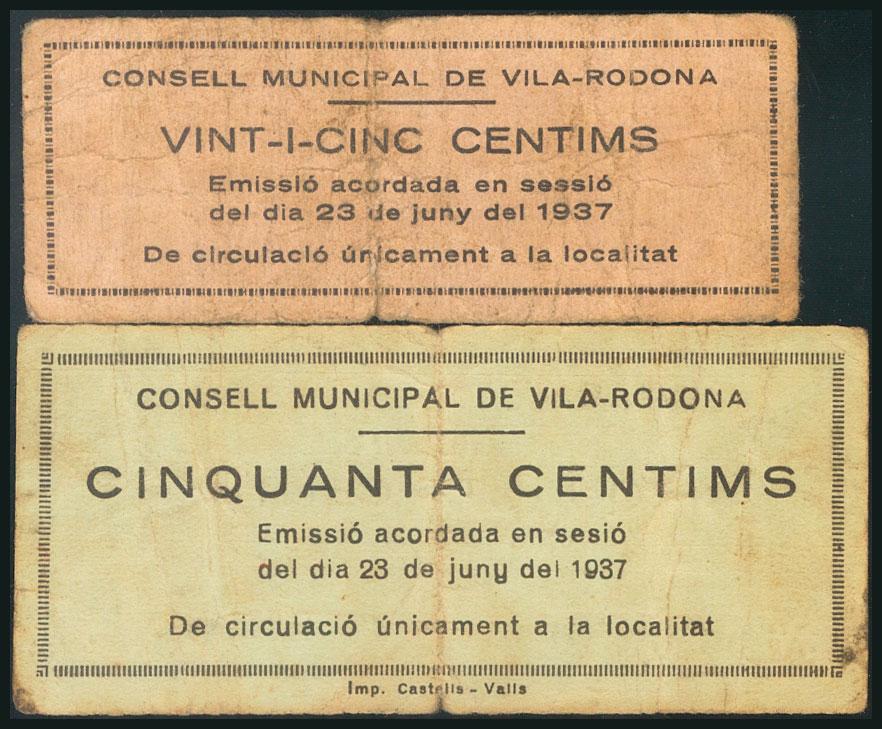 CONSELL MUNICIPAL DE VILA-RODONA
VINT-I-CINC CENTIMS
Emissió acordada en sessió
del dia 23 de juny del 1937
De circulació únicament a la localitat
CONSELL MUNICIPAL DE VILA-RODONA
CINQUANTA CENTIMS
Emissió acordada en sesió
del dia 23 de juny del 1937
De circulació únicament a la localitat
Imp. Castells - Valls